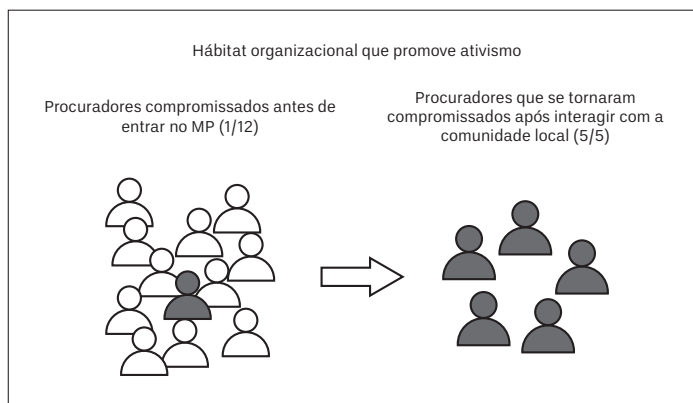 Hábitat organizacional que promove ativismo
Procuradores compromissados antes de
entrar no MP (1/12)
Procuradores que se tornaram
compromissados após interagir com a
comunidade local (5/5)